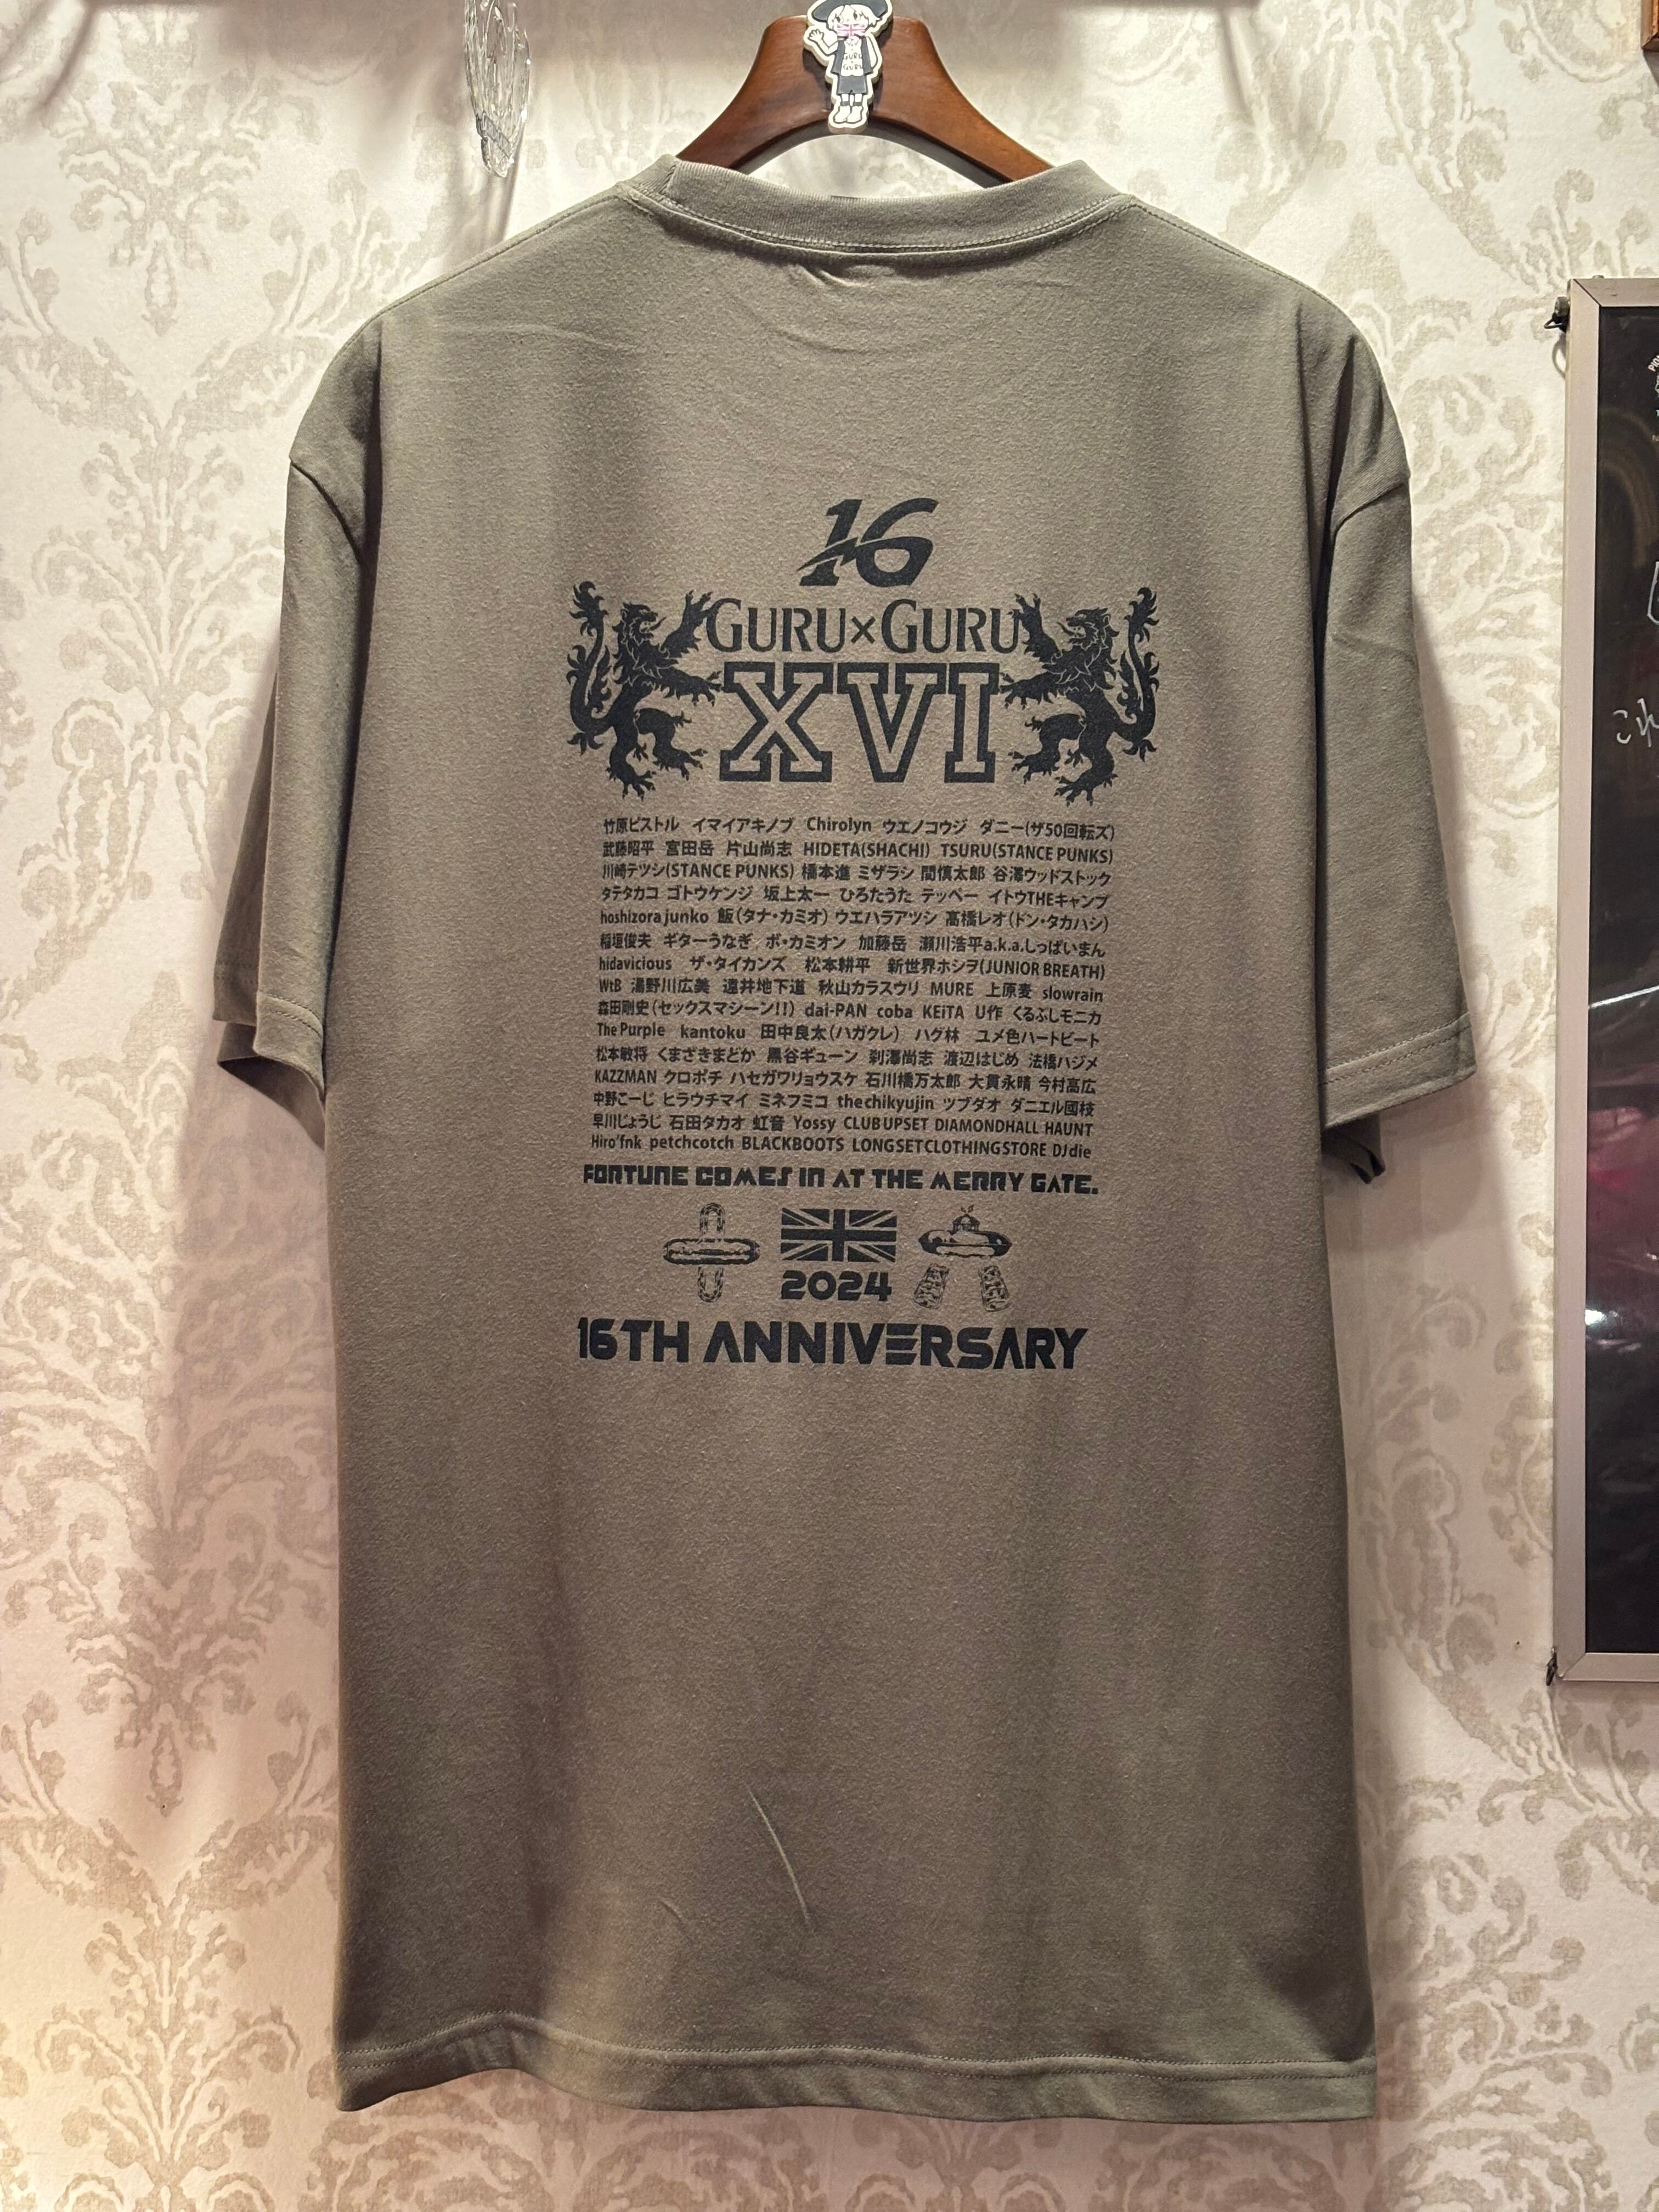 GURU
GURU
16
GURU×GURU
XVI
竹原ピストル イマイアキノブ Chirolyn ウエノコウジ ダニー(ザ50回転ズ)
武藤昭平 宮田岳 片山尚志 HIDETA(SHACHI) TSURU(STANCE PUNKS)
川崎テツシ(STANCE PUNKS) 橋本進 ミザラシ 間慎太郎 谷澤ウッドストック
タテタカコ ゴトウケンジ 坂上太一 ひろたうた テッペー イトウTHEキャンプ
hoshizora junko 飯(タナ・カミオ) ウエハラアツシ 髙橋レオ(ドン・タカハシ)
稲垣俊夫 ギターうなぎ ボ・カミオン 加藤岳 瀬川浩平a.k.a.しっぱいまん
hidavicious ザ・タイカンズ 松本耕平 新世界ホシヲ(JUNIOR BREATH)
WtB 湯野川広美 遠井地下道 秋山カラスウリ MURE 上原麦 slowrain
森田剛史(セックスマシーン!!) dai-PAN coba KEiTA U作 くるぶしモニカ
The Purple kantoku 田中良太(ハガクレ) ハグ林 ユメ色ハートビート
松本敏将 くまざきまどか 黒谷ギューン 刹澤尚志 渡辺はじめ 法橋ハジメ
KAZZMAN クロポチ ハセガワリョウスケ 石川橋万太郎 大貫永晴 今村高広
中野こーじ ヒラウチマイ ミネフミコ thechikyujin ツブダオ ダニエル國枝
早川じょうじ 石田タカオ 虹音 Yossy CLUB UPSET DIAMONDHALL HAUNT
Hiro'fnk petchcotch BLACKBOOTS LONGSETCLOTHINGSTORE DJ die
FORTUNE COMES IN AT THE MERRY GATE.
2024
16TH ANNIVERSARY